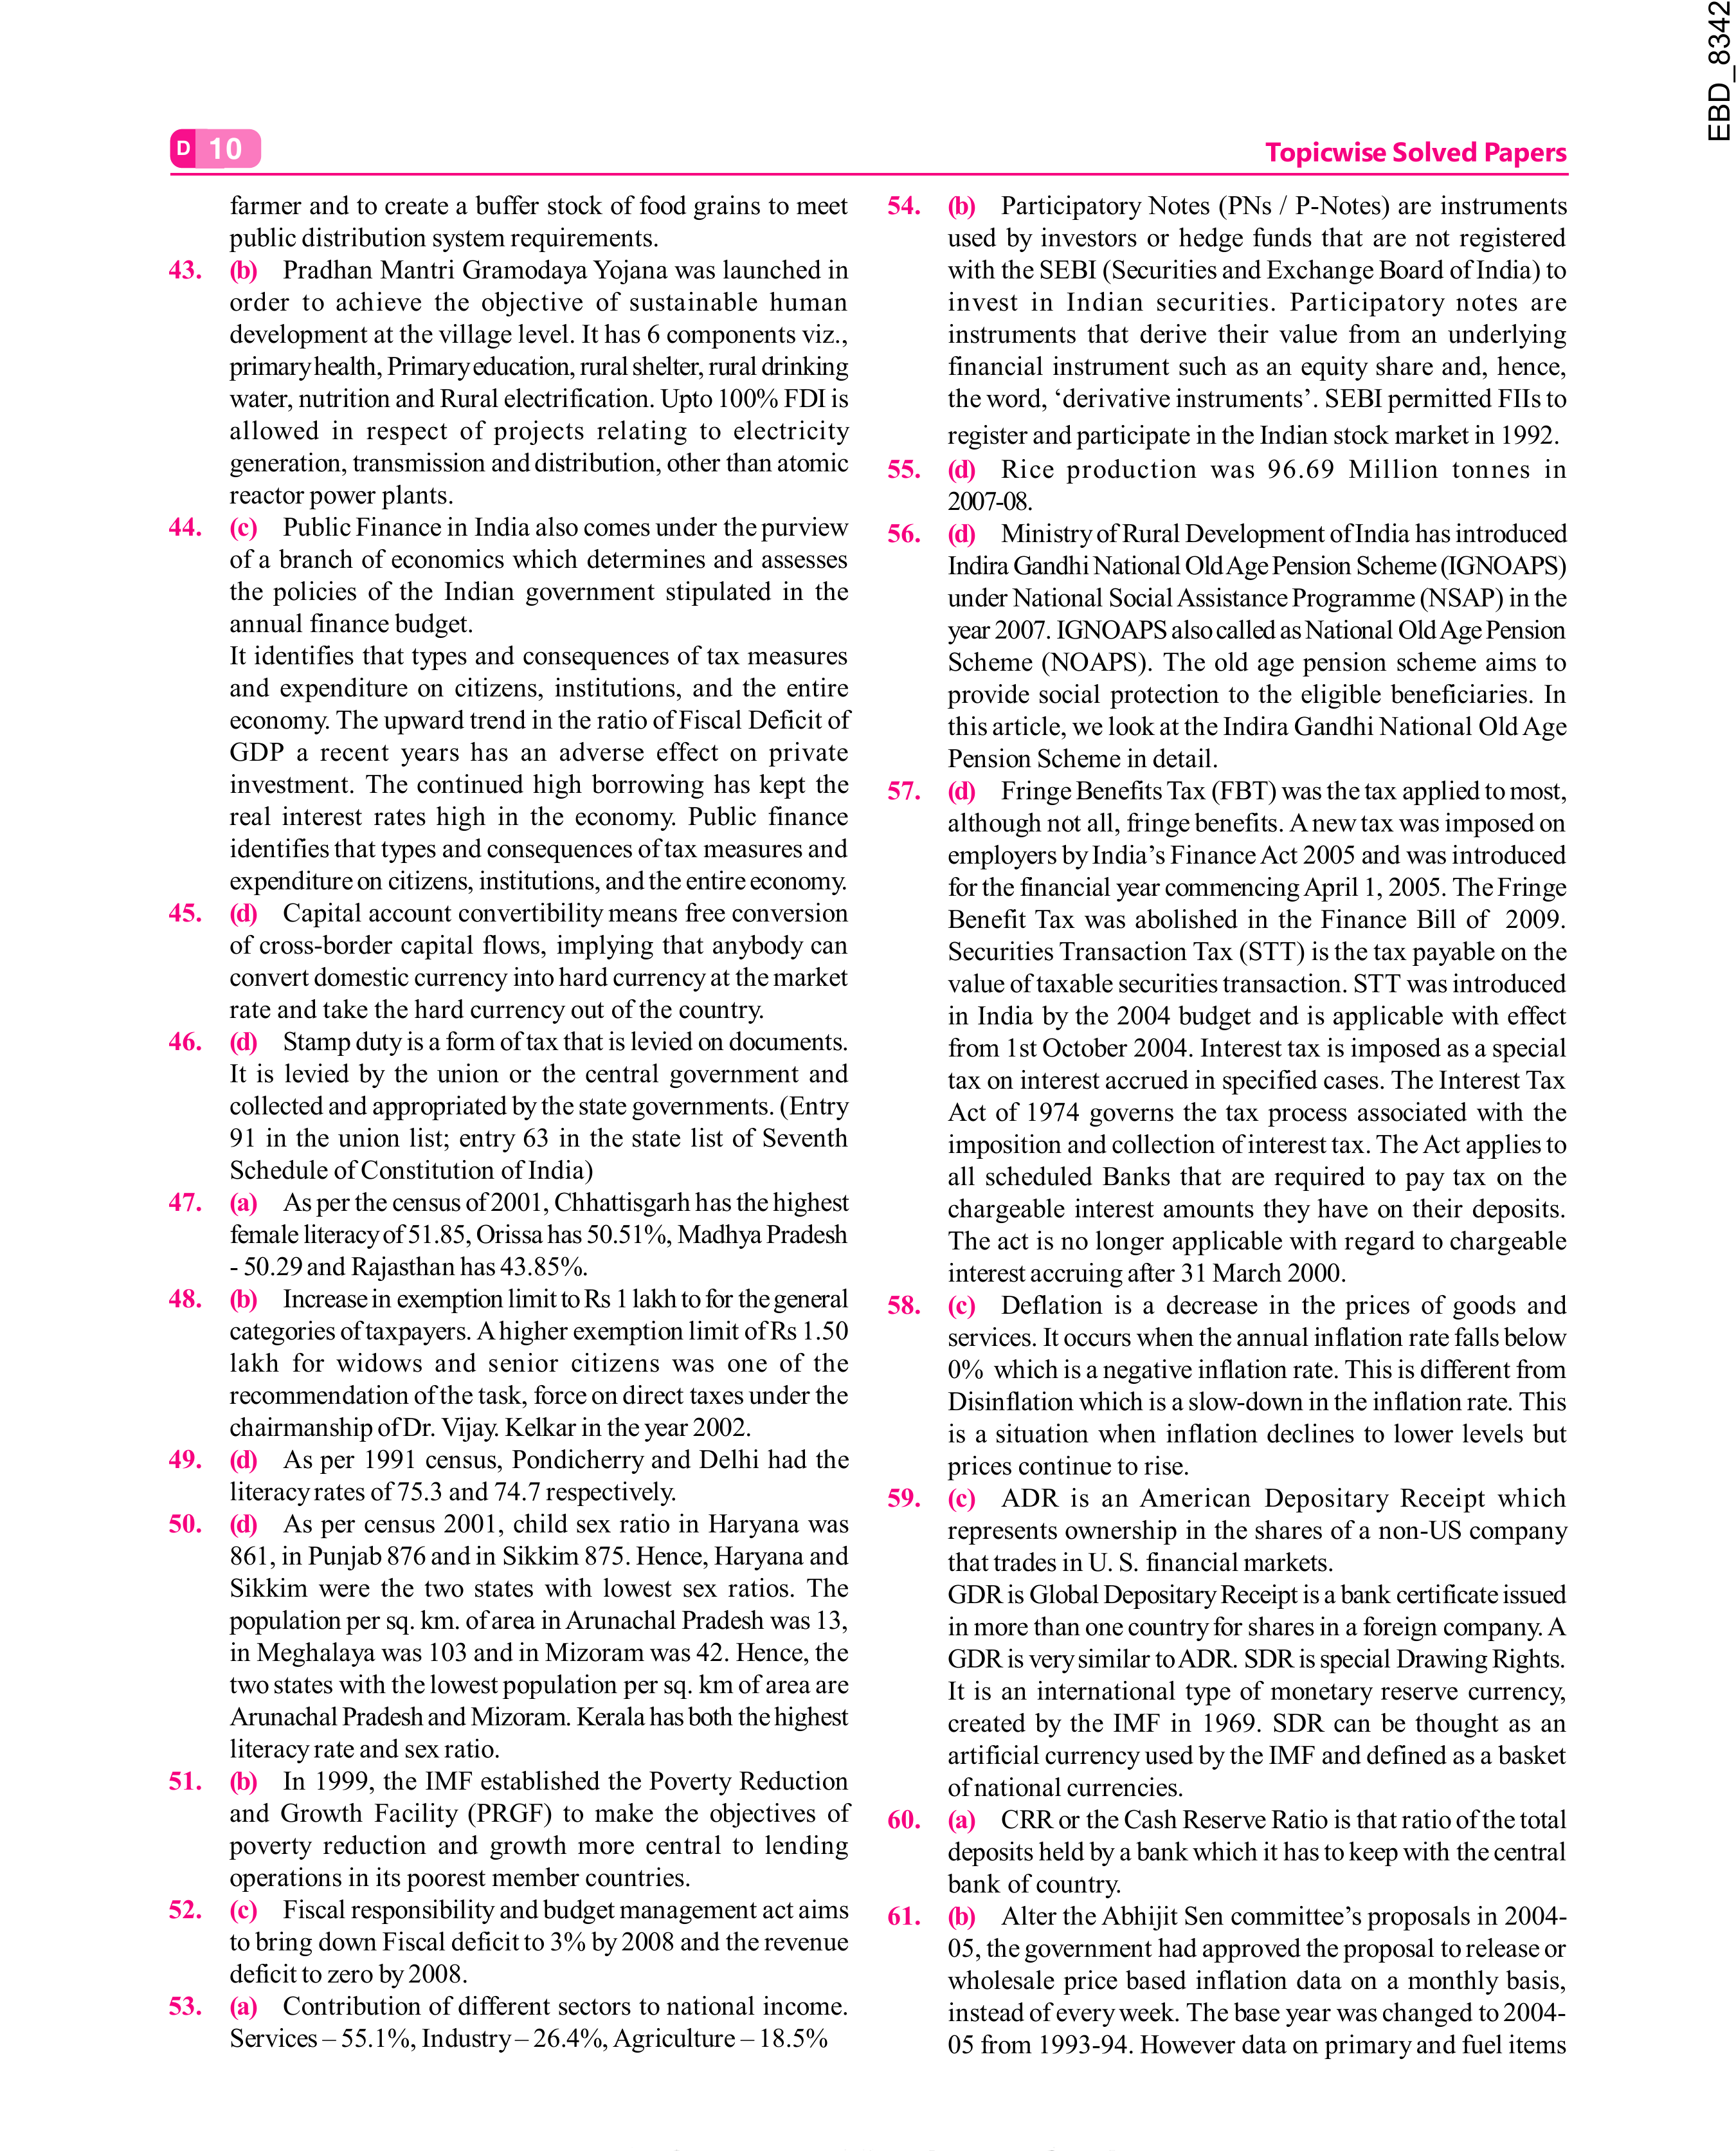 EBD_8342
D 10
Topicwise Solved Papers
farmer and to create a buffer stock of food grains to meet
public distribution system requirements.
43. (b) Pradhan Mantri Gramodaya Yojana was launched in
order to achieve the objective of sustainable human
development at the village level. It has 6 components viz.,
primary health, Primary education, rural shelter, rural drinking
water, nutrition and Rural electrification. Upto 100% FDI is
allowed in respect of projects relating to electricity
generation, transmission and distribution, other than atomic
reactor power plants.
44. (c) Public Finance in India also comes under the purview
of a branch of economics which determines and assesses
the policies of the Indian government stipulated in the
annual finance budget.
It identifies that types and consequences of tax measures
and expenditure on citizens, institutions, and the entire
economy. The upward trend in the ratio of Fiscal Deficit of
GDP a recent years has an adverse effect on private
investment. The continued high borrowing has kept the
real interest rates high in the economy. Public finance
identifies that types and consequences of tax measures and
expenditure on citizens, institutions, and the entire economy.
45. (d) Capital account convertibility means free conversion
of cross-border capital flows, implying that anybody can
convert domestic currency into hard currency at the market
rate and take the hard currency out of the country.
46. (d) Stamp duty is a form of tax that is levied on documents.
It is levied by the union or the central government and
collected and appropriated by the state governments. (Entry
91 in the union list; entry 63 in the state list of Seventh
Schedule of Constitution of India)
47. (a) As per the census of 2001, Chhattisgarh has the highest
female literacy of 51.85, Orissa has 50.51%, Madhya Pradesh
- 50.29 and Rajasthan has 43.85%.
48. (b) Increase in exemption limit to Rs 1 lakh to for the general
categories of taxpayers. A higher exemption limit of Rs 1.50
lakh for widows and senior citizens was one of the
recommendation of the task, force on direct taxes under the
chairmanship of Dr. Vijay. Kelkar in the year 2002.
49. (d) As per 1991 census, Pondicherry and Delhi had the
literacy rates of 75.3 and 74.7 respectively.
50. (d) As per census 2001, child sex ratio in Haryana was
861, in Punjab 876 and in Sikkim 875. Hence, Haryana and
Sikkim were the two states with lowest sex ratios. The
population per sq. km. of area in Arunachal Pradesh was 13,
in Meghalaya was 103 and in Mizoram was 42. Hence, the
two states with the lowest population per sq. km of area are
Arunachal Pradesh and Mizoram. Kerala has both the highest
literacy rate and sex ratio.
51. (b) In 1999, the IMF established the Poverty Reduction
and Growth Facility (PRGF) to make the objectives of
poverty reduction and growth more central to lending
operations in its poorest member countries.
52. (c) Fiscal responsibility and budget management act aims
to bring down Fiscal deficit to 3% by 2008 and the revenue
deficit to zero by 2008.
53. (a) Contribution of different sectors to national income.
Services – 55.1%, Industry – 26.4%, Agriculture – 18.5%
54. (b) Participatory Notes (PNs / P-Notes) are instruments
used by investors or hedge funds that are not registered
with the SEBI (Securities and Exchange Board of India) to
invest in Indian securities. Participatory notes are
instruments that derive their value from an underlying
financial instrument such as an equity share and, hence,
the word, ‘derivative instruments’. SEBI permitted FIIs to
register and participate in the Indian stock market in 1992.
55. (d) Rice production was 96.69 Million tonnes in
2007-08.
56. (d) Ministry of Rural Development of India has introduced
Indira Gandhi National Old Age Pension Scheme (IGNOAPS)
under National Social Assistance Programme (NSAP) in the
year 2007. IGNOAPS also called as National Old Age Pension
Scheme (NOAPS). The old age pension scheme aims to
provide social protection to the eligible beneficiaries. In
this article, we look at the Indira Gandhi National Old Age
Pension Scheme in detail.
57. (d) Fringe Benefits Tax (FBT) was the tax applied to most,
although not all, fringe benefits. A new tax was imposed on
employers by India’s Finance Act 2005 and was introduced
for the financial year commencing April 1, 2005. The Fringe
Benefit Tax was abolished in the Finance Bill of 2009.
Securities Transaction Tax (STT) is the tax payable on the
value of taxable securities transaction. STT was introduced
in India by the 2004 budget and is applicable with effect
from 1st October 2004. Interest tax is imposed as a special
tax on interest accrued in specified cases. The Interest Tax
Act of 1974 governs the tax process associated with the
imposition and collection of interest tax. The Act applies to
all scheduled Banks that are required to pay tax on the
chargeable interest amounts they have on their deposits.
The act is no longer applicable with regard to chargeable
interest accruing after 31 March 2000.
58. (c) Deflation is a decrease in the prices of goods and
services. It occurs when the annual inflation rate falls below
0% which is a negative inflation rate. This is different from
Disinflation which is a slow-down in the inflation rate. This
is a situation when inflation declines to lower levels but
prices continue to rise.
59. (c) ADR is an American Depositary Receipt which
represents ownership in the shares of a non-US company
that trades in U. S. financial markets.
GDR is Global Depositary Receipt is a bank certificate issued
in more than one country for shares in a foreign company. A
GDR is very similar to ADR. SDR is special Drawing Rights.
It is an international type of monetary reserve currency,
created by the IMF in 1969. SDR can be thought as an
artificial currency used by the IMF and defined as a basket
of national currencies.
60. (a) CRR or the Cash Reserve Ratio is that ratio of the total
deposits held by a bank which it has to keep with the central
bank of country.
61. (b) Alter the Abhijit Sen committee’s proposals in 2004-
05, the government had approved the proposal to release or
wholesale price based inflation data on a monthly basis,
instead of every week. The base year was changed to 2004-
05 from 1993-94. However data on primary and fuel items